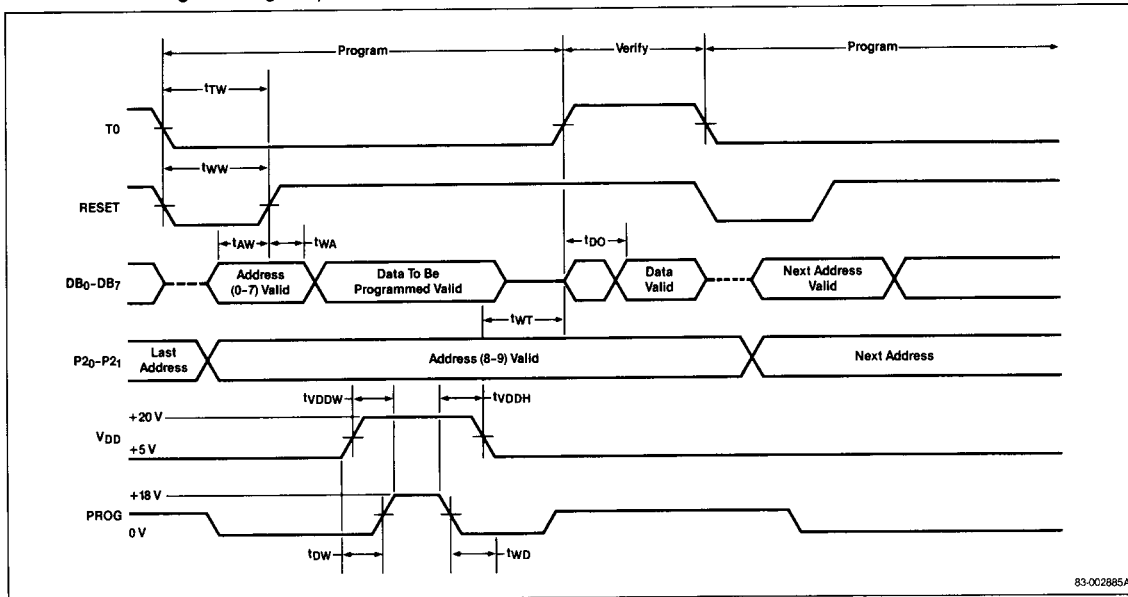 Program Verify Program
tTW
T0
tWW
RESET
tAW tWA tDO
DB0–DB7 Address (0–7) Valid Data To Be Programmed Valid Data Valid Next Address Valid
tWT
P20–P21 Last Address Address (8–9) Valid Next Address
tVDDW tVDDH
+20 V
VDD
+5 V
+18 V
PROG
0 V
tDW tWD
83-002885A